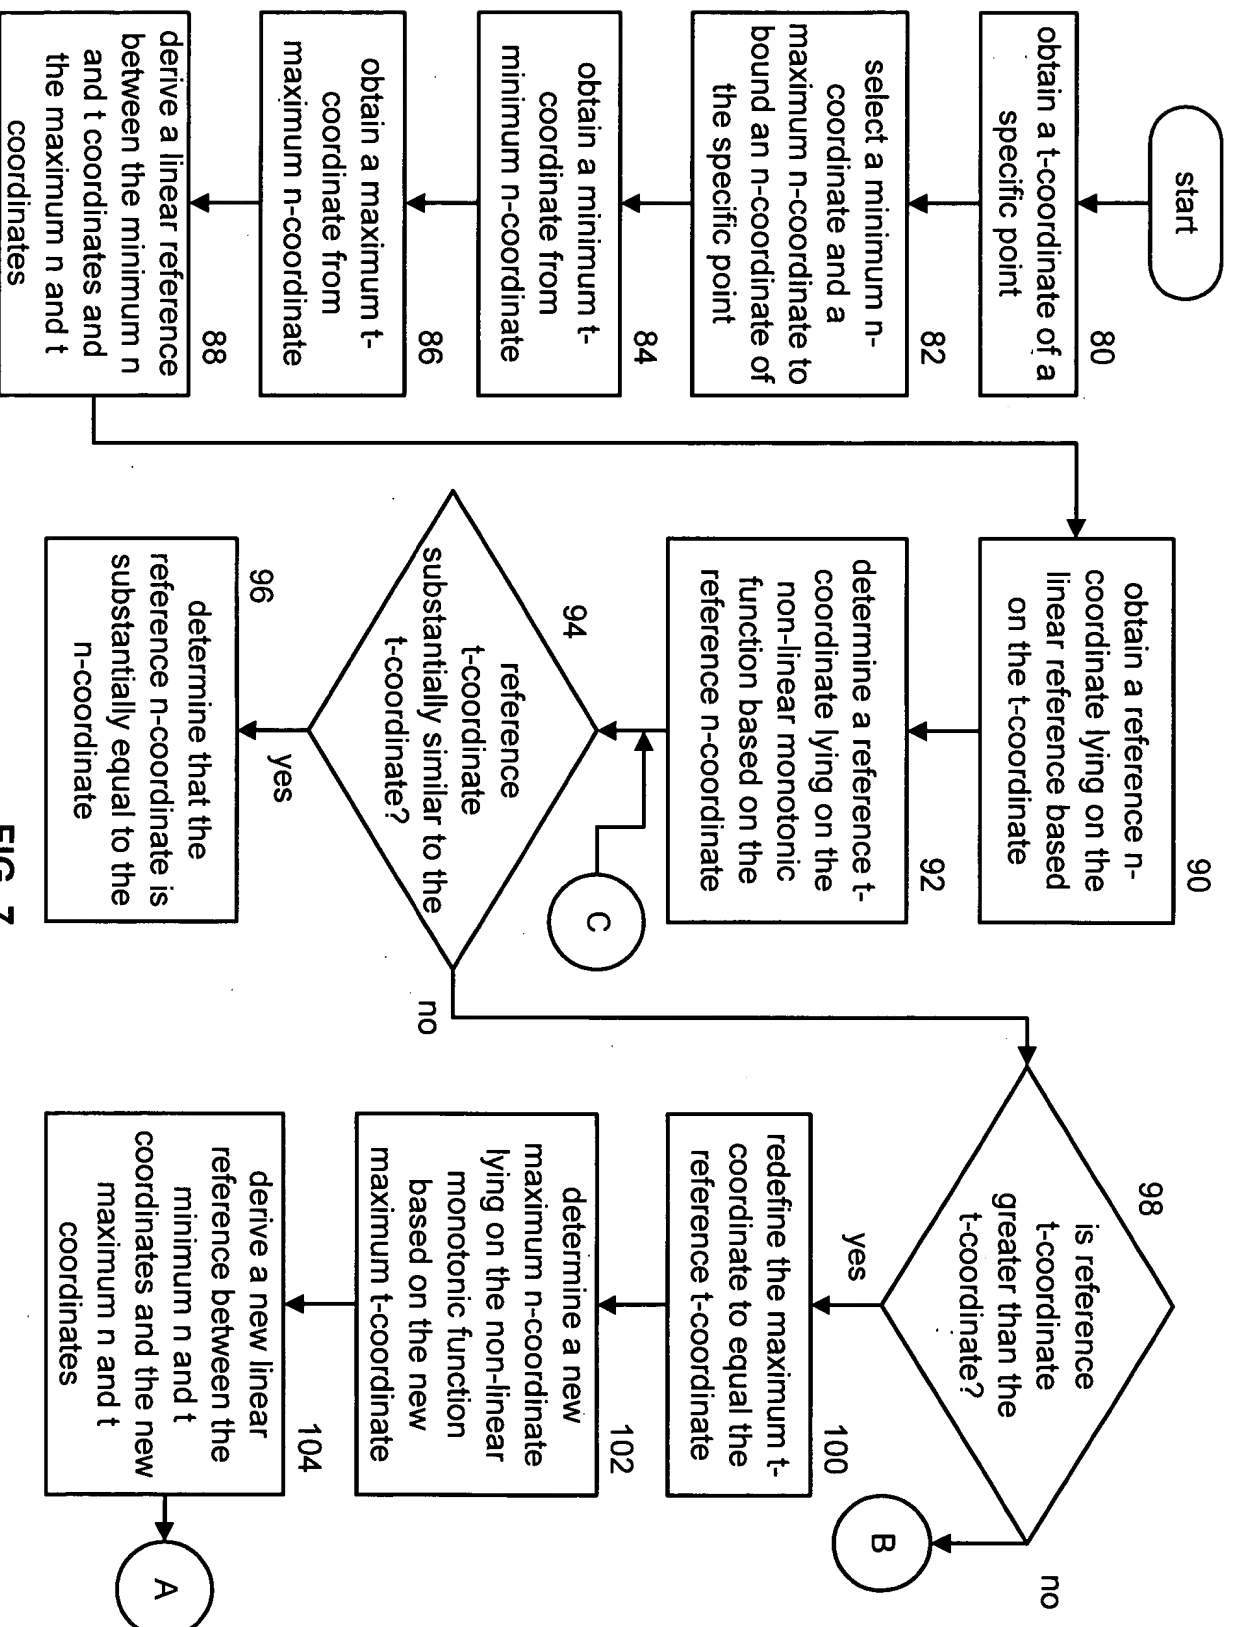 start
80
obtain a t-coordinate of a
specific point
82
select a minimum n-
coordinate and a
maximum n-coordinate to
bound an n-coordinate of
the specific point
84
obtain a minimum t-
coordinate from
minimum n-coordinate
86
obtain a maximum t-
coordinate from
maximum n-coordinate
88
derive a linear reference
between the minimum n
and t coordinates and
the maximum n and t
coordinates
90
obtain a reference n-
coordinate lying on the
linear reference based
on the t-coordinate
92
determine a reference t-
coordinate lying on the
non-linear monotonic
function based on the
reference n-coordinate
C
94
reference
t-coordinate
substantially similar to the
t-coordinate?
yes
no
96
determine that the
reference n-coordinate is
substantially equal to the
n-coordinate
98
is reference
t-coordinate
greater than the
t-coordinate?
no
yes
B
100
redefine the maximum t-
coordinate to equal the
reference t-coordinate
102
determine a new
maximum n-coordinate
lying on the non-linear
monotonic function
based on the new
maximum t-coordinate
104
derive a new linear
reference between the
minimum n and t
coordinates and the new
maximum n and t
coordinates
A
FIG. 7